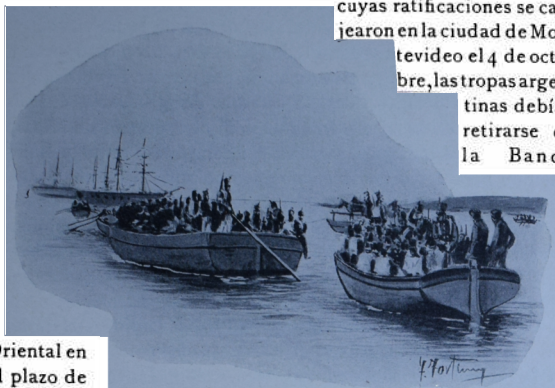 cuyas ratificaciones se ca
jearon en la ciudad de Mo
tevideo el 4 de oct
bre, las tropas arge
tinas debí
retirarse
la Band
Oriental en
l plazo de